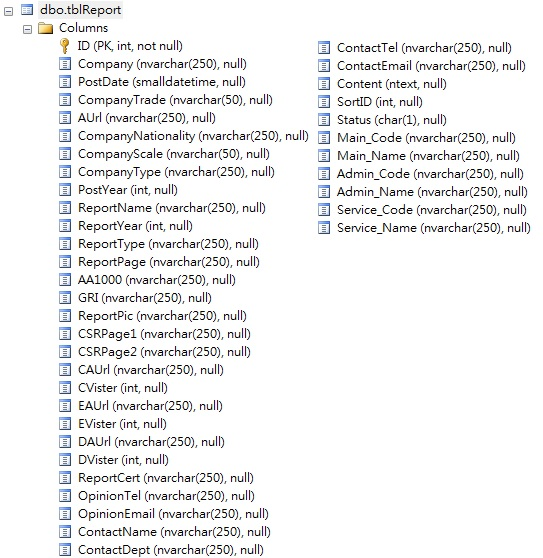 dbo.tblReport
Columns
ID (PK, int, not null)
Company (nvarchar(250), null)
PostDate (smalldatetime, null)
CompanyTrade (nvarchar(50), null)
AUrl (nvarchar(250), null)
CompanyNationality (nvarchar(250), null)
CompanyScale (nvarchar(50), null)
CompanyType (nvarchar(250), null)
PostYear (int, null)
ReportName (nvarchar(250), null)
ReportYear (int, null)
ReportType (nvarchar(250), null)
ReportPage (nvarchar(250), null)
AA1000 (nvarchar(250), null)
GRI (nvarchar(250), null)
ReportPic (nvarchar(250), null)
CSRPage1 (nvarchar(250), null)
CSRPage2 (nvarchar(250), null)
CAUrl (nvarchar(250), null)
CVister (int, null)
EAUrl (nvarchar(250), null)
EVister (int, null)
DAUrl (nvarchar(250), null)
DVister (int, null)
ReportCert (nvarchar(250), null)
OpinionTel (nvarchar(250), null)
OpinionEmail (nvarchar(250), null)
ContactName (nvarchar(250), null)
ContactDept (nvarchar(250), null)
ContactTel (nvarchar(250), null)
ContactEmail (nvarchar(250), null)
Content (ntext, null)
SortID (int, null)
Status (char(1), null)
Main_Code (nvarchar(250), null)
Main_Name (nvarchar(250), null)
Admin_Code (nvarchar(250), null)
Admin_Name (nvarchar(250), null)
Service_Code (nvarchar(250), null)
Service_Name (nvarchar(250), null)